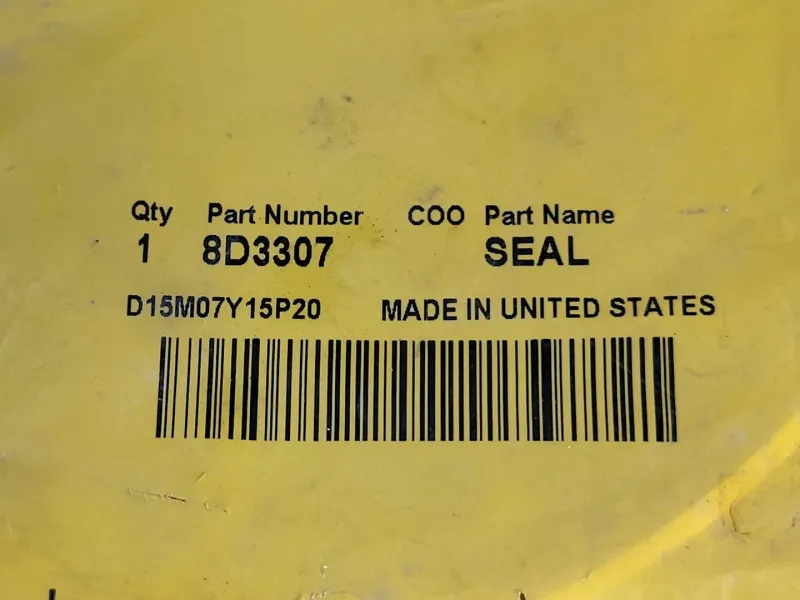 Qty Part Number COO Part Name
1 8D3307 SEAL
D15M07Y15P20 MADE IN UNITED STATES